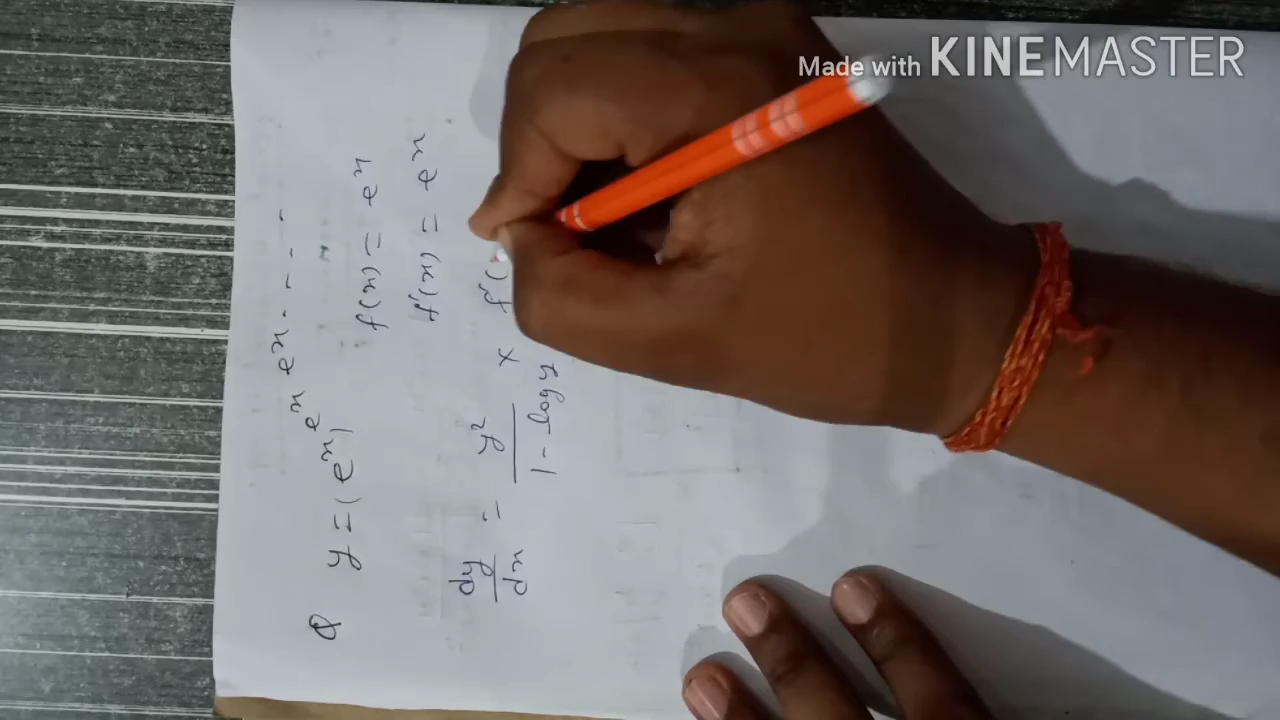 Made with KINEMASTER
Q y = (e^x)^e^x^e^x - - - -
f(x) = e^x
f'(x) = e^x
dy/dx = y²/1 - log y × f'(